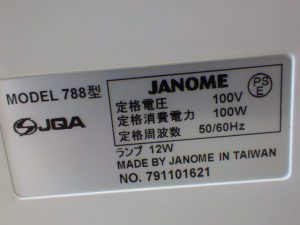 MODEL 788型
JQA
JANOME
PS
E
定格電圧 100V
定格消費電力 100W
定格周波数 50/60Hz
ランプ 12W
MADE BY JANOME IN TAIWAN
NO. 791101621